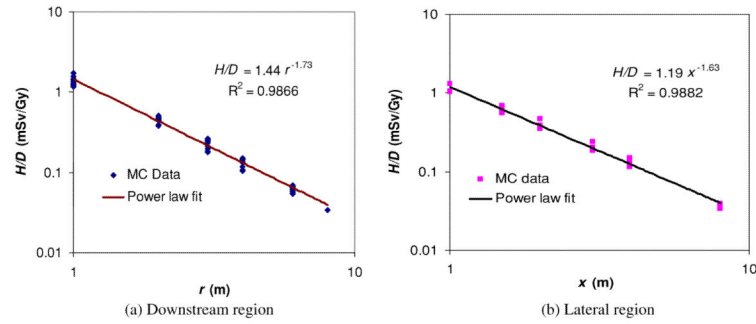 10
1
0.1
0.01
H/D (mSv/Gy)
H/D = 1.44 r^-1.73
R² = 0.9866
MC Data
Power law fit
1
10
r (m)
(a) Downstream region
10
1
0.1
0.01
H/D (mSv/Gy)
H/D = 1.19 x^-1.63
R² = 0.9882
MC data
Power law fit
1
10
x (m)
(b) Lateral region